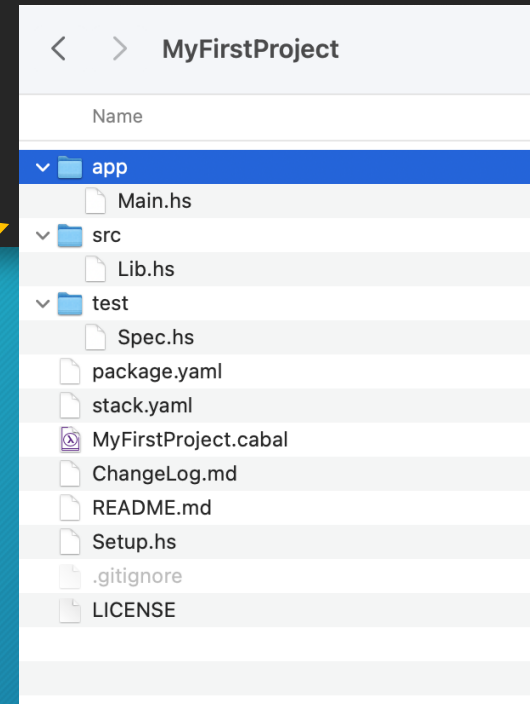 MyFirstProject
Name
app
Main.hs
src
Lib.hs
test
Spec.hs
package.yaml
stack.yaml
MyFirstProject.cabal
ChangeLog.md
README.md
Setup.hs
.gitignore
LICENSE